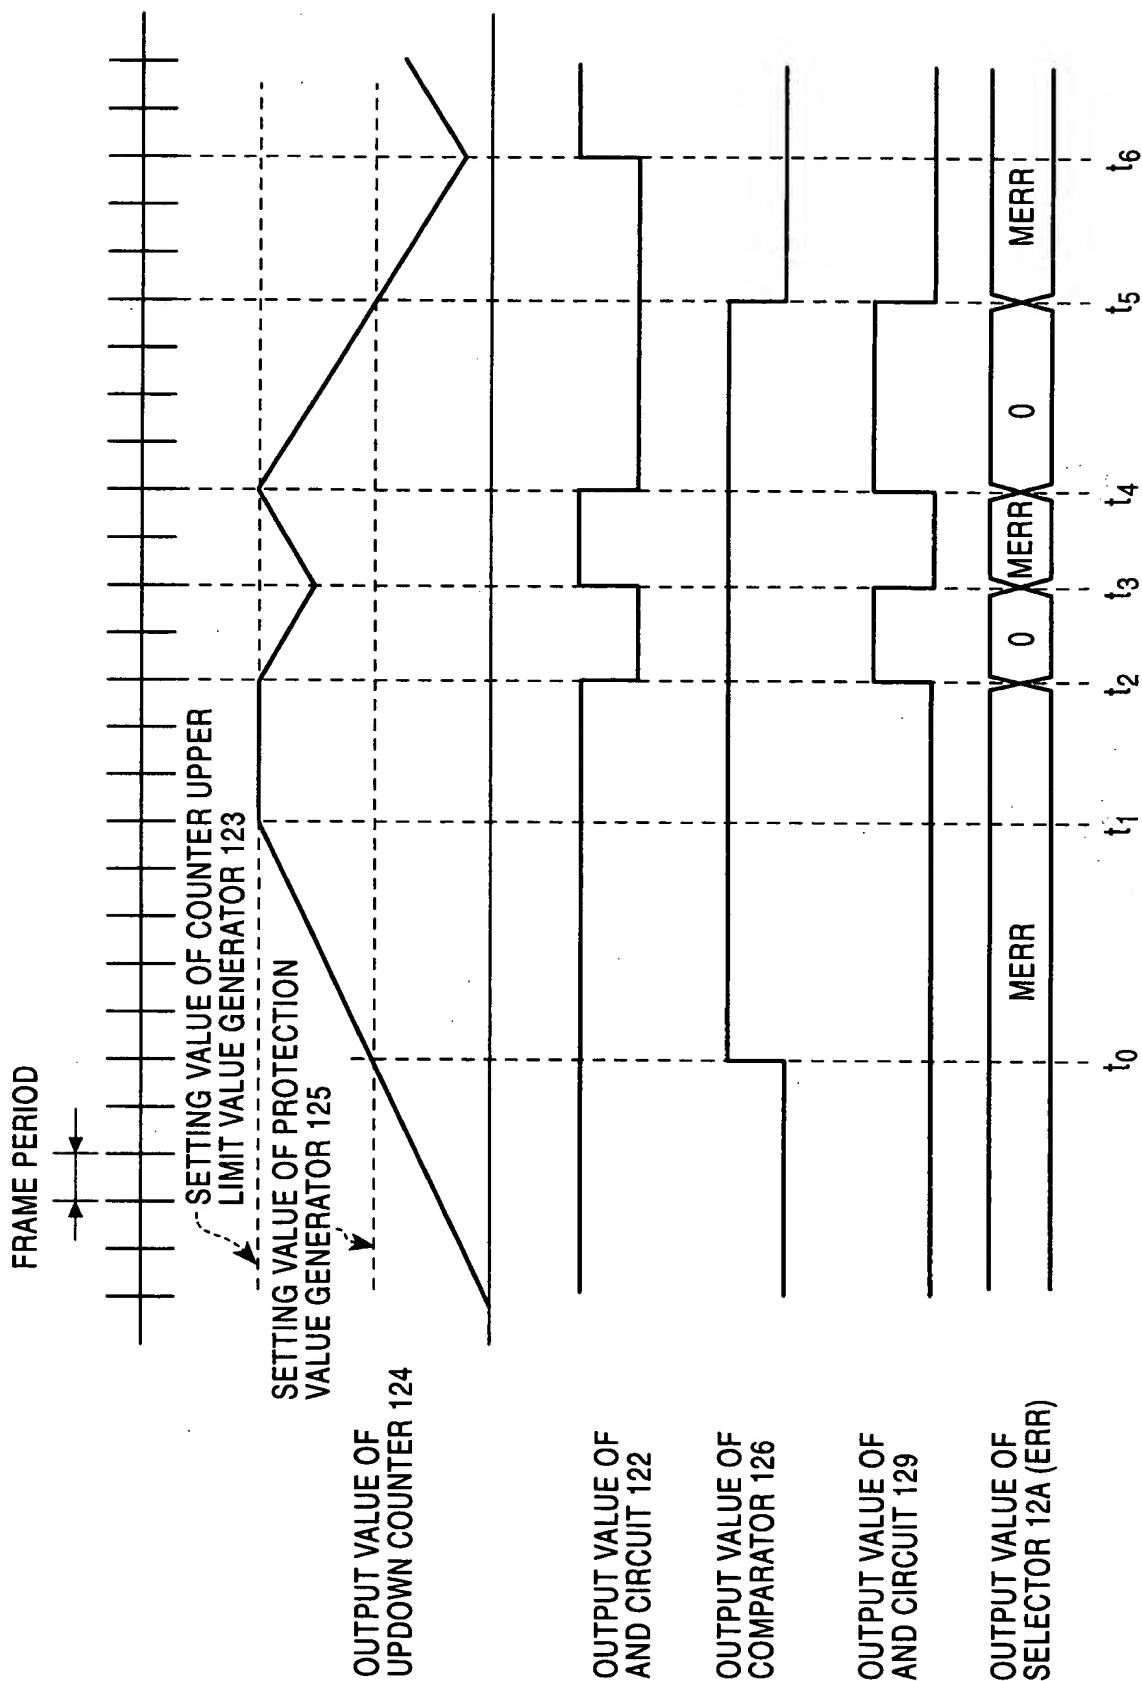 FRAME PERIOD
SETTING VALUE OF COUNTER UPPER
LIMIT VALUE GENERATOR 123
SETTING VALUE OF PROTECTION
VALUE GENERATOR 125
OUTPUT VALUE OF
UPDOWN COUNTER 124
OUTPUT VALUE OF
AND CIRCUIT 122
OUTPUT VALUE OF
COMPARATOR 126
OUTPUT VALUE OF
AND CIRCUIT 129
OUTPUT VALUE OF
SELECTOR 12A (ERR)
MERR 0 MERR 0 MERR
t0 t1 t2 t3 t4 t5 t6